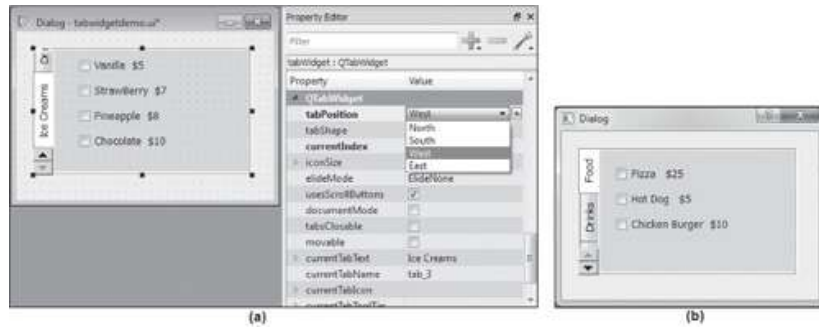 Dialog - tabwidgetdemo.ui*
Vanilla $5
StrawBerry $7
Pineapple $8
Chocolate $10
Ice Creams
Property Editor
Filter
tabWidget : QTabWidget
Property Value
QTabWidget
tabPosition West
tabShape North
South
currentIndex West
iconSize East
elideMode ElideNone
usesScrollButtons
documentMode
tabsClosable
movable
currentTabText Ice Creams
currentTabName tab_3
currentTabIcon
currentTabToolTip
(a)
Dialog
Food
Drinks
Pizza $25
Hot Dog $5
Chicken Burger $10
(b)